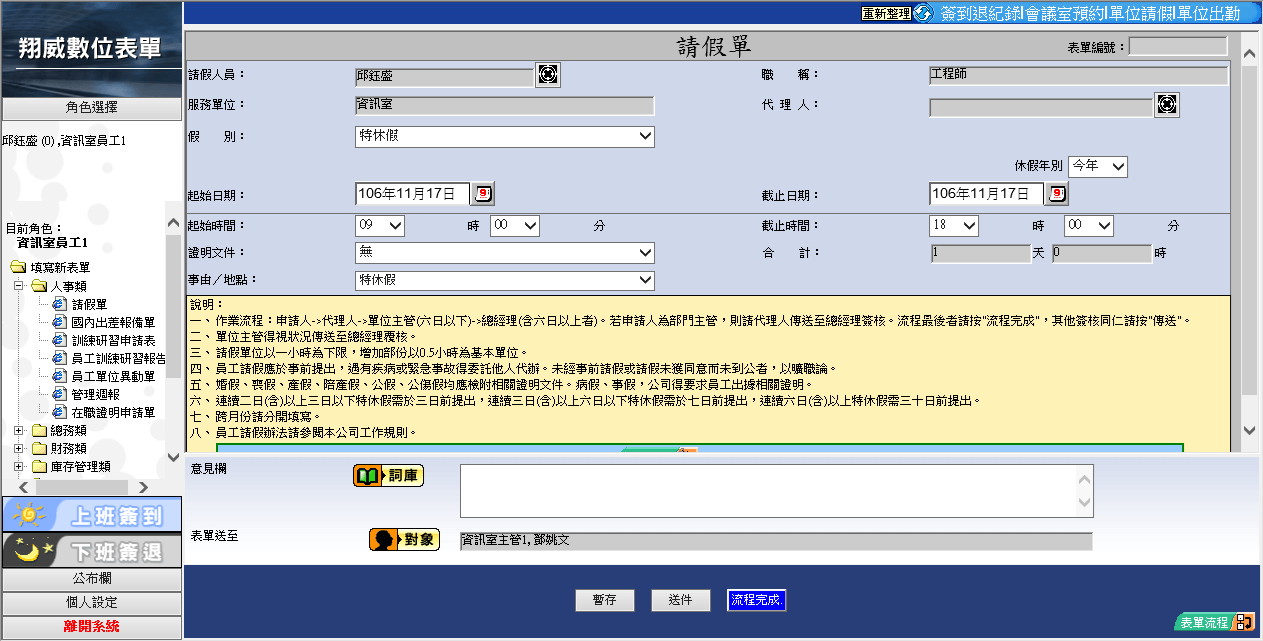 翔威數位表單
重新整理 簽到退紀錄|會議室預約|單位請假|單位出勤
角色選擇
邱鈺盛 (0) ,資訊室員工1
目前角色：
資訊室員工1
填寫新表單
人事類
請假單
國內出差報備單
訓練研習申請表
員工訓練研習報告
員工單位異動單
管理週報
在職證明申請單
總務類
財務類
庫存管理類
上班簽到
下班簽退
公布欄
個人設定
離開系統
請假單
表單編號：
請假人員： 邱鈺盛 職 稱： 工程師
服務單位： 資訊室 代 理 人：
假 別： 特休假
休假年別 今年
起始日期： 106年11月17日 截止日期： 106年11月17日
起始時間： 09 時 00 分 截止時間： 18 時 00 分
證明文件： 無 合 計： 1 天 0 時
事由／地點： 特休假
說明：
一、作業流程：申請人->代理人->單位主管(六日以下)->總經理(含六日以上者)。若申請人為部門主管，則請代理人傳送至總經理簽核。流程最後者請按"流程完成"，其他簽核同仁請按"傳送"。
二、單位主管得視狀況傳送至總經理覆核。
三、請假單位以一小時為下限，增加部份以0.5小時為基本單位。
四、員工請假應於事前提出，遇有疾病或緊急事故得委託他人代辦。未經事前請假或請假未獲同意而未到公者，以曠職論。
五、婚假、喪假、產假、陪產假、公假、公傷假均應檢附相關證明文件。病假、事假，公司得要求員工出據相關證明。
六、連續二日(含)以上三日以下特休假需於三日前提出，連續三日(含)以上六日以下特休假需於七日前提出，連續六日(含)以上特休假需三十日前提出。
七、跨月份請分開填寫。
八、員工請假辦法請參閱本公司工作規則。
意見欄 詞庫
表單送至 對象 資訊室主管1, 鄧姚文
暫存 送件 流程完成.
表單流程